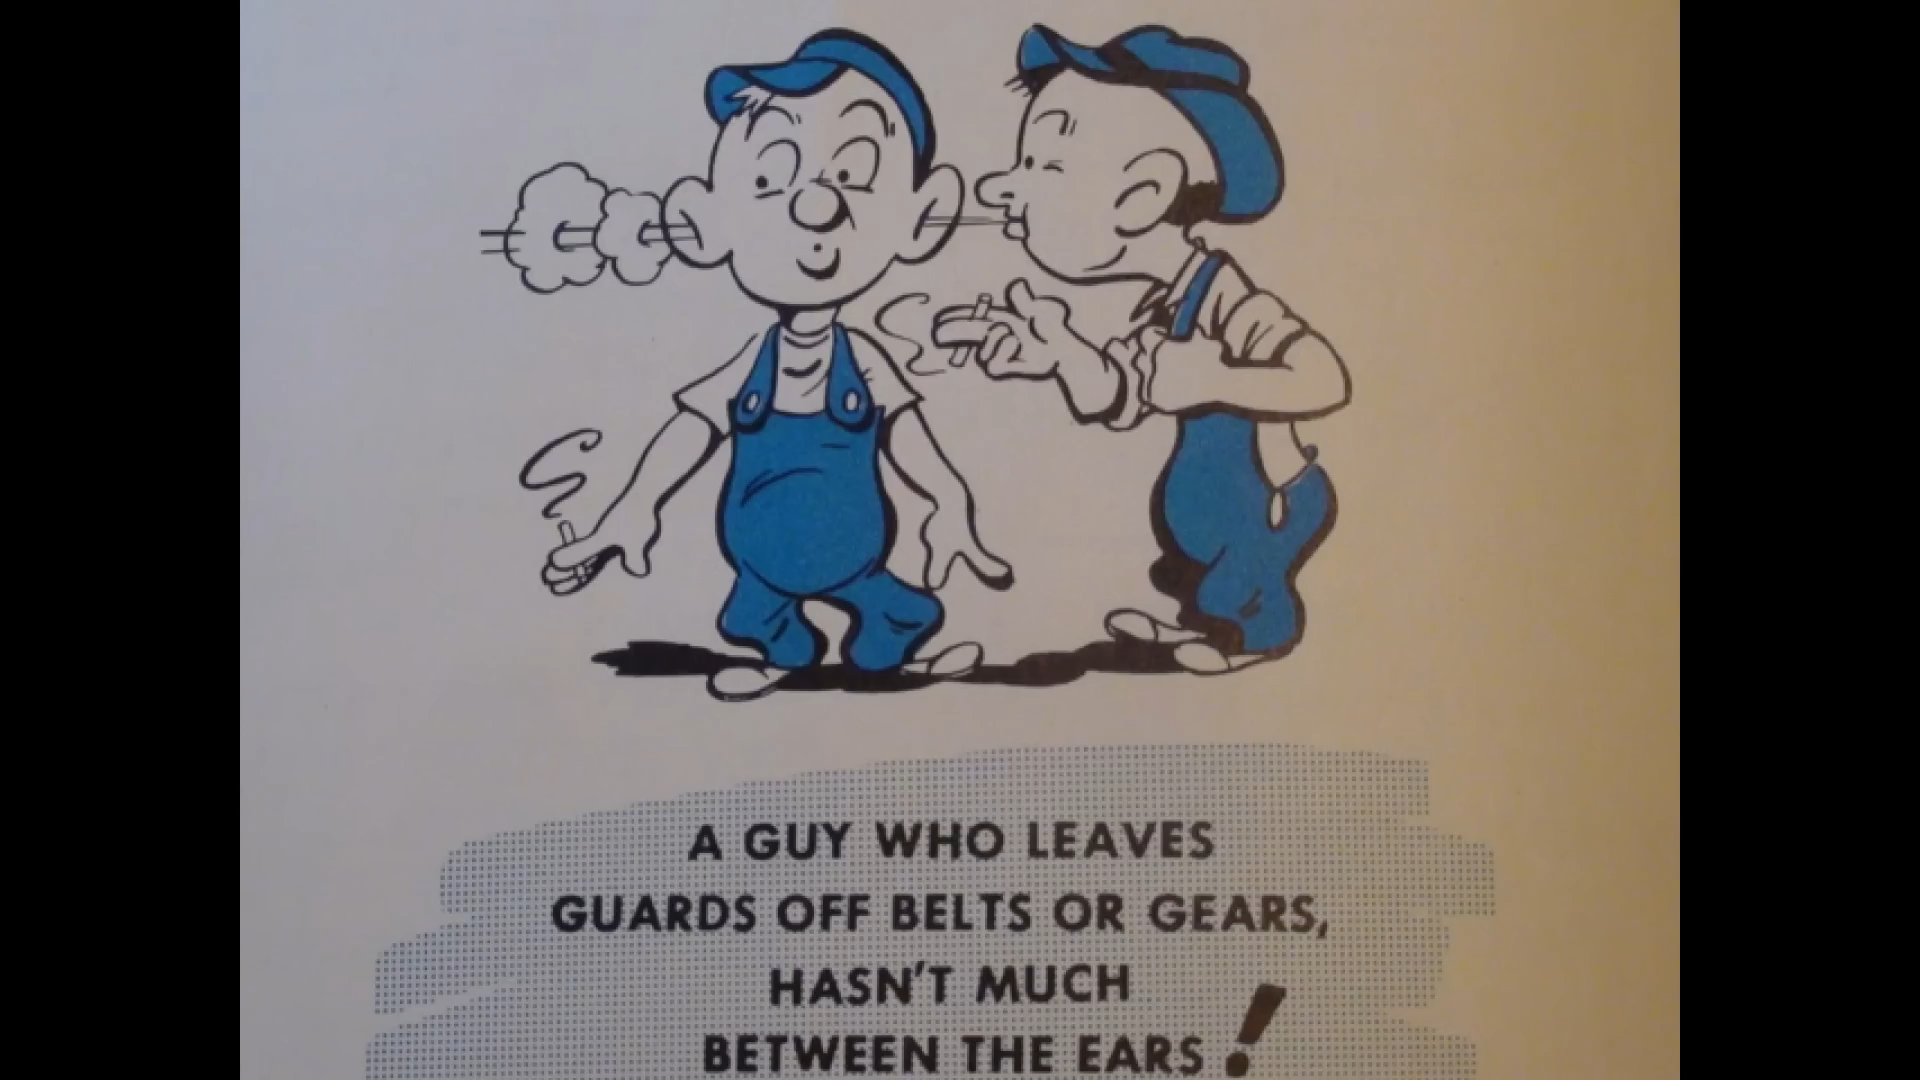 A GUY WHO LEAVES
GUARDS OFF BELTS OR GEARS,
HASN'T MUCH
BETWEEN THE EARS!